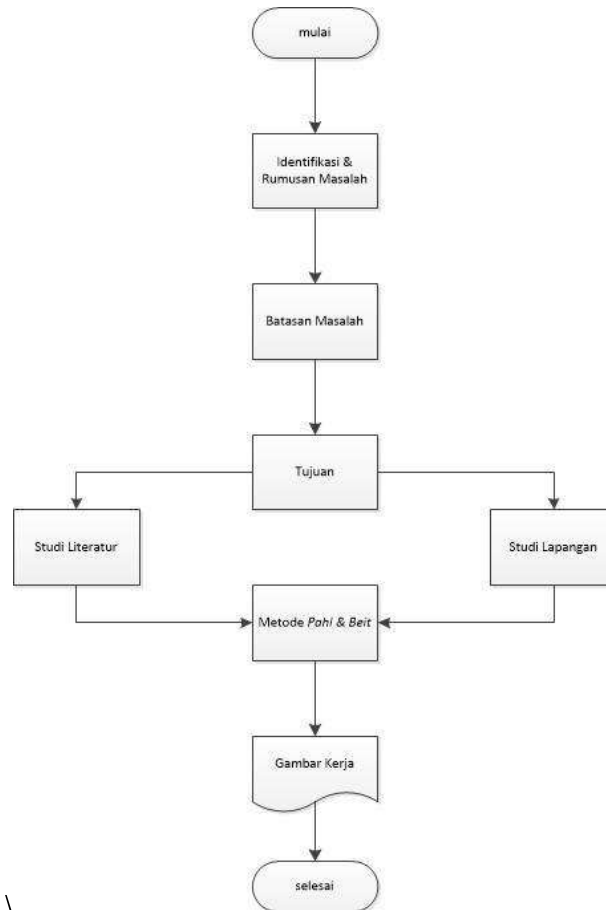 mulai
Identifikasi &
Rumusan Masalah
Batasan Masalah
Tujuan
Studi Literatur
Studi Lapangan
Metode Pahl & Beit
Gambar Kerja
selesai
\